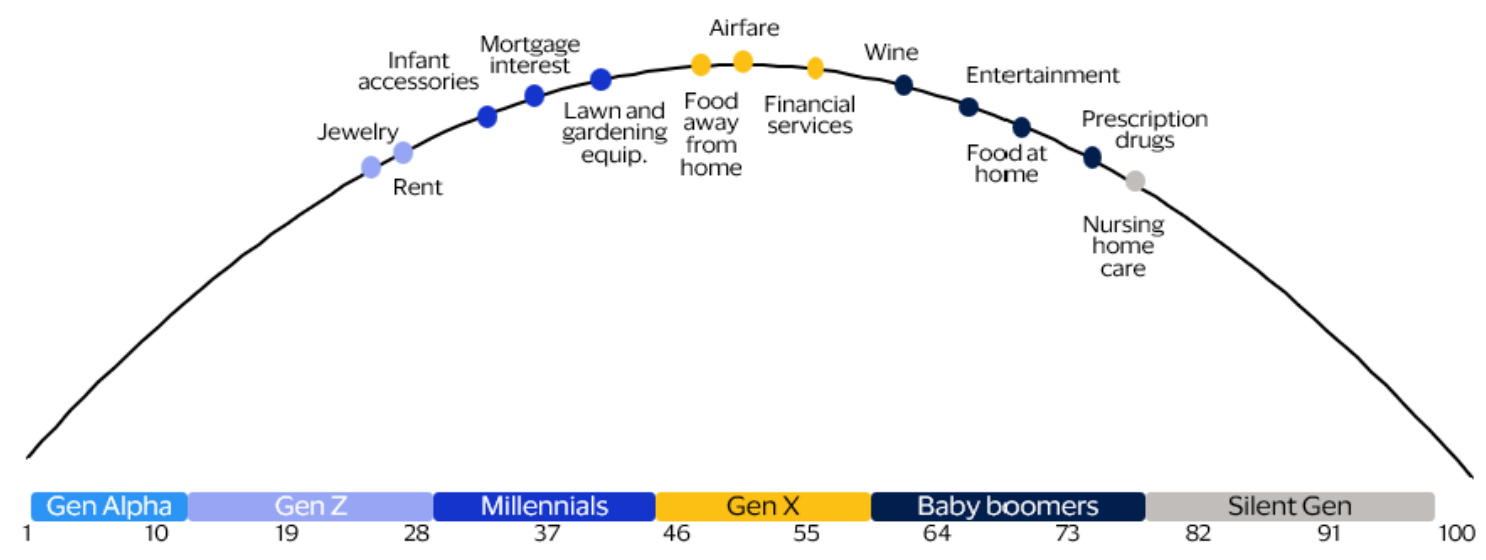 Airfare
Mortgage
interest
Wine
Infant
accessories
Entertainment
Lawn and
gardening
equip.
Food
away
from
home
Financial
services
Prescription
drugs
Jewelry
Rent
Food at
home
Nursing
home
care
Gen Alpha
Gen Z
Millennials
Gen X
Baby boomers
Silent Gen
1 10 19 28 37 46 55 64 73 82 91 100